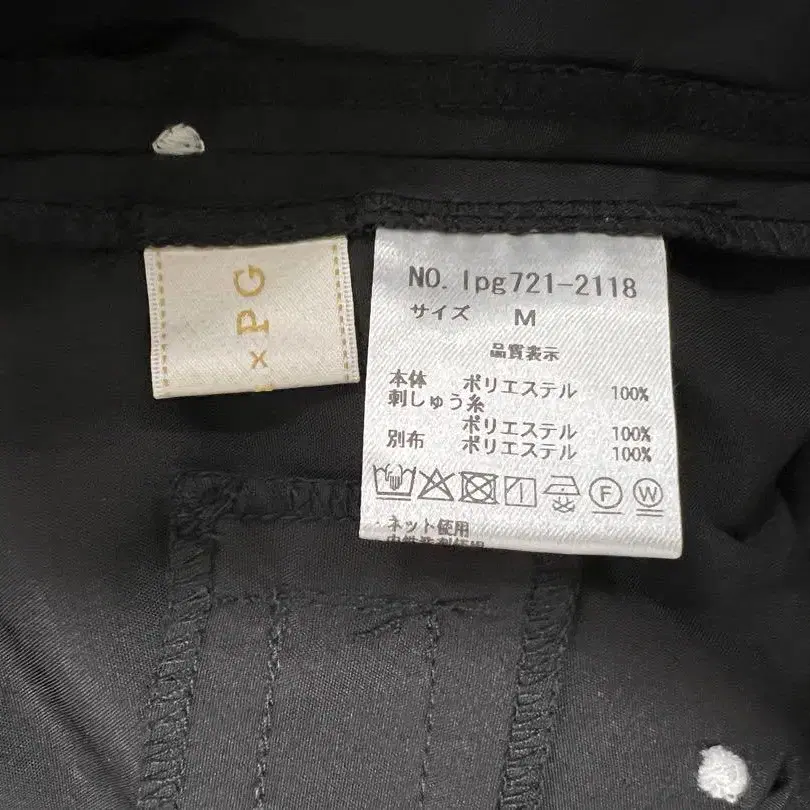 × PG
NO. lpg721-2118
サイズ M
品質表示
本体 ポリエステル 100%
刺しゅう糸
ポリエステル 100%
別布 ポリエステル 100%
F W
ネット使用